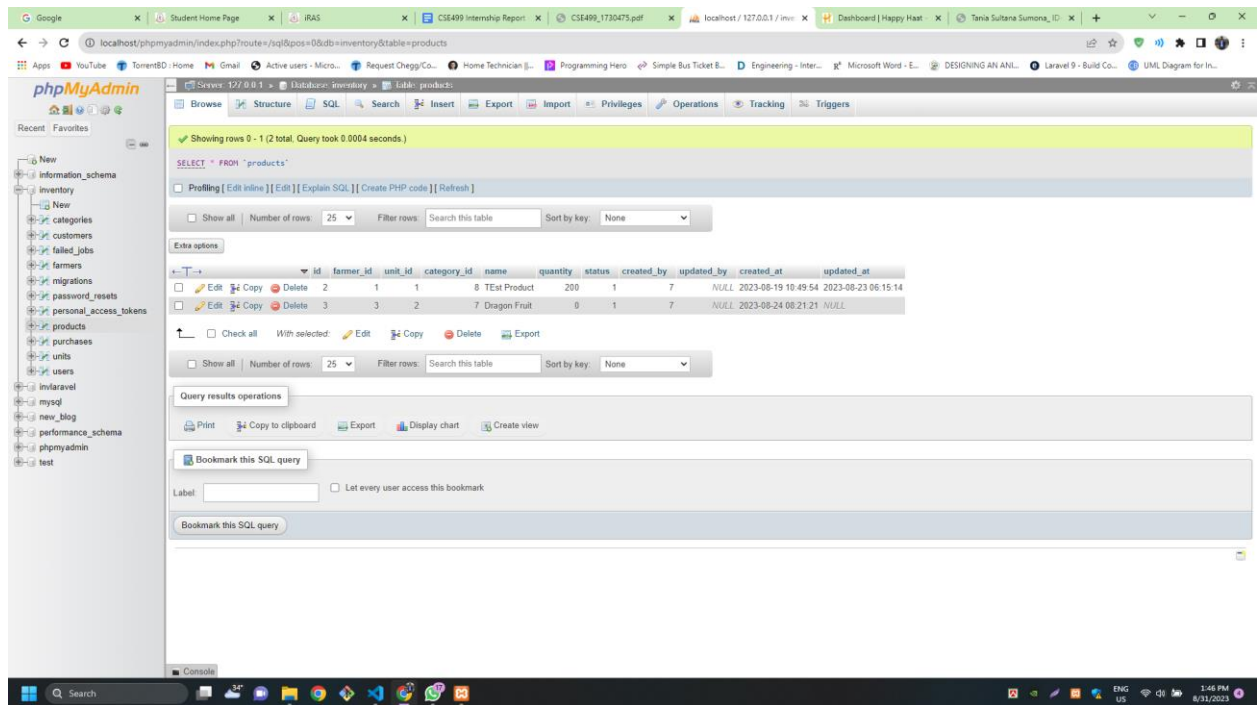 Google
Student Home Page
iRAS
CSE499 Internship Report
CSE499_1730475.pdf
localhost / 127.0.0.1 / inve
Dashboard | Happy Haat -
Tania Sultana Sumona_ID
localhost/phpmyadmin/index.php?route=/sql&pos=0&db=inventory&table=products
Apps YouTube TorrentBD : Home Gmail Active users - Micro... Request Chegg/Co... Home Technician |... Programming Hero Simple Bus Ticket B... Engineering - Inter... Microsoft Word - E... DESIGNING AN ANI... Laravel 9 - Build Co... UML Diagram for In...
phpMyAdmin
Recent Favorites
New
information_schema
inventory
New
categories
customers
failed_jobs
farmers
migrations
password_resets
personal_access_tokens
products
purchases
units
users
invlaravel
mysql
new_blog
performance_schema
phpmyadmin
test
Server: 127.0.0.1 » Database: inventory » Table: products
Browse Structure SQL Search Insert Export Import Privileges Operations Tracking Triggers
Showing rows 0 - 1 (2 total, Query took 0.0004 seconds.)
SELECT * FROM `products`
Profiling [ Edit inline ] [ Edit ] [ Explain SQL ] [ Create PHP code ] [ Refresh ]
Show all | Number of rows: 25 Filter rows: Search this table Sort by key: None
Extra options
id farmer_id unit_id category_id name quantity status created_by updated_by created_at updated_at
Edit Copy Delete 2 1 1 8 TEst Product 200 1 7 NULL 2023-08-19 10:49:54 2023-08-23 06:15:14
Edit Copy Delete 3 3 2 7 Dragon Fruit 0 1 7 NULL 2023-08-24 08:21:21 NULL
Check all With selected: Edit Copy Delete Export
Show all | Number of rows: 25 Filter rows: Search this table Sort by key: None
Query results operations
Print Copy to clipboard Export Display chart Create view
Bookmark this SQL query
Label: Let every user access this bookmark
Bookmark this SQL query
Console
Search
34°
17
ENG
US
1:46 PM
8/31/2023
4